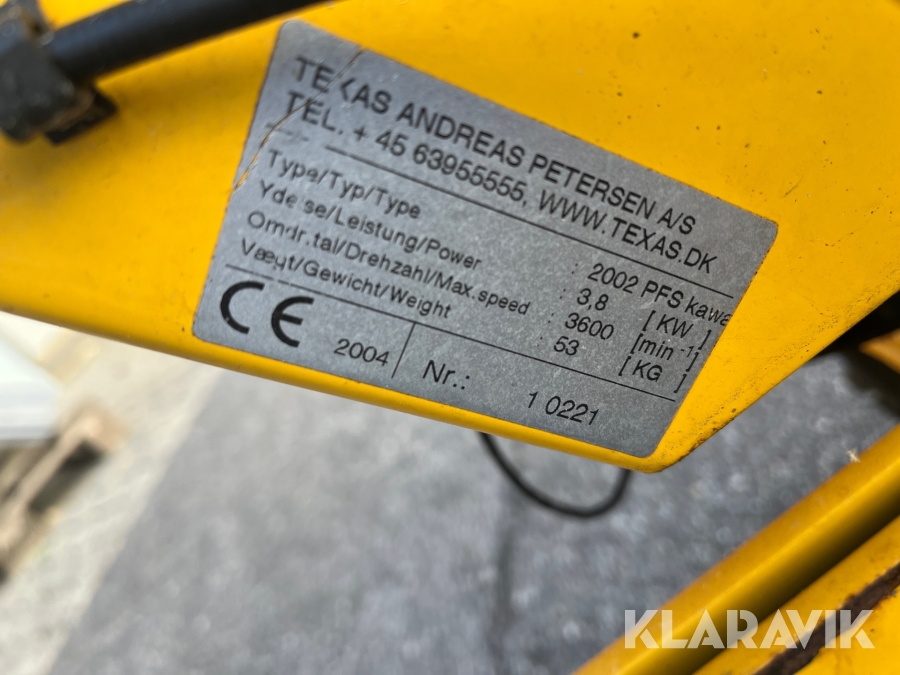 TEXAS ANDREAS PETERSEN A/S
TEL. + 45 63955555, WWW.TEXAS.DK
Type/Typ/Type : 2002 PFS kawa
Ydelse/Leistung/Power : 3,8 [ KW ]
Omdr.tal/Drehzahl/Max.speed : 3600 [min -1]
Vægt/Gewicht/Weight : 53 [ KG ]
CE 2004 Nr.: 1 0221
KLARAVIK